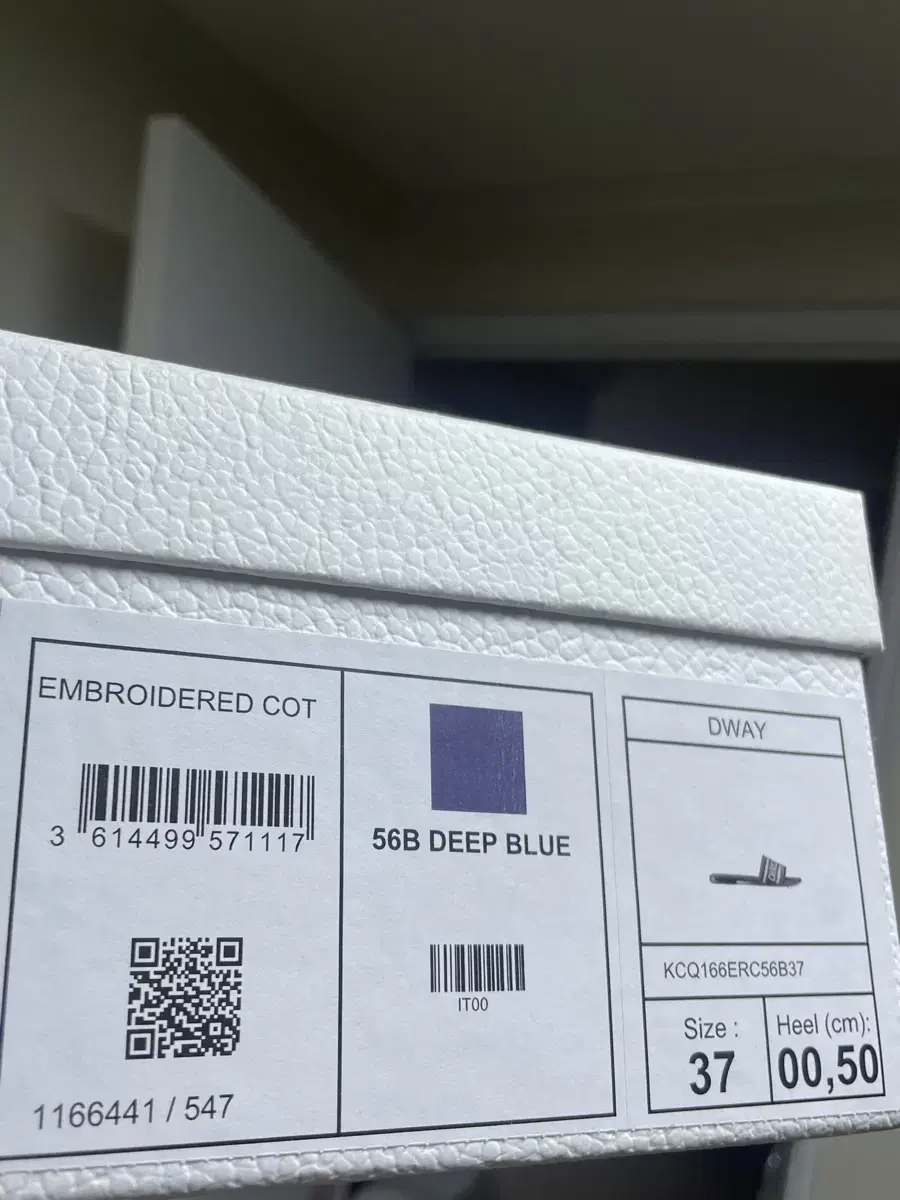 EMBROIDERED COT
3 614499 571117
1166441 / 547
56B DEEP BLUE
IT00
DWAY
KCQ166ERC56B37
Size :
37
Heel (cm):
00,50